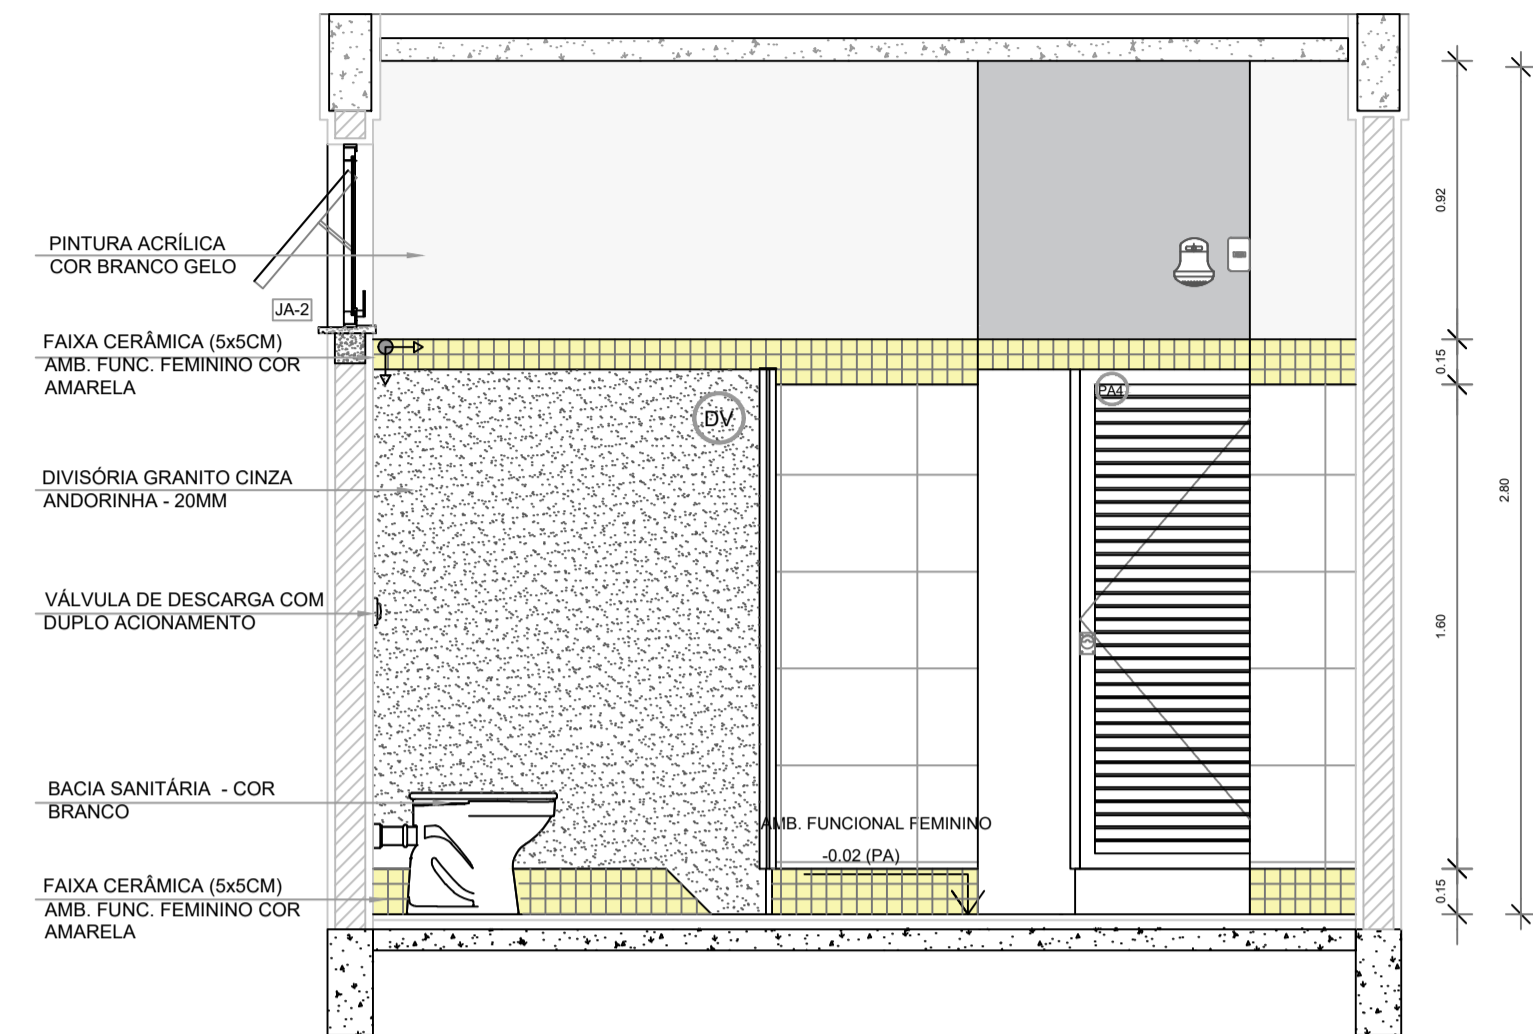 PINTURA ACRÍLICA
COR BRANCO GELO
JA-2
FAIXA CERÂMICA (5x5CM)
AMB. FUNC. FEMININO COR
AMARELA
DIVISÓRIA GRANITO CINZA
ANDORINHA - 20MM
VÁLVULA DE DESCARGA COM
DUPLO ACIONAMENTO
BACIA SANITÁRIA - COR
BRANCO
FAIXA CERÂMICA (5x5CM)
AMB. FUNC. FEMININO COR
AMARELA
DV
PA4
AMB. FUNCIONAL FEMININO
-0.02 (PA)
0.92
0.15
1.60
0.15
2.80